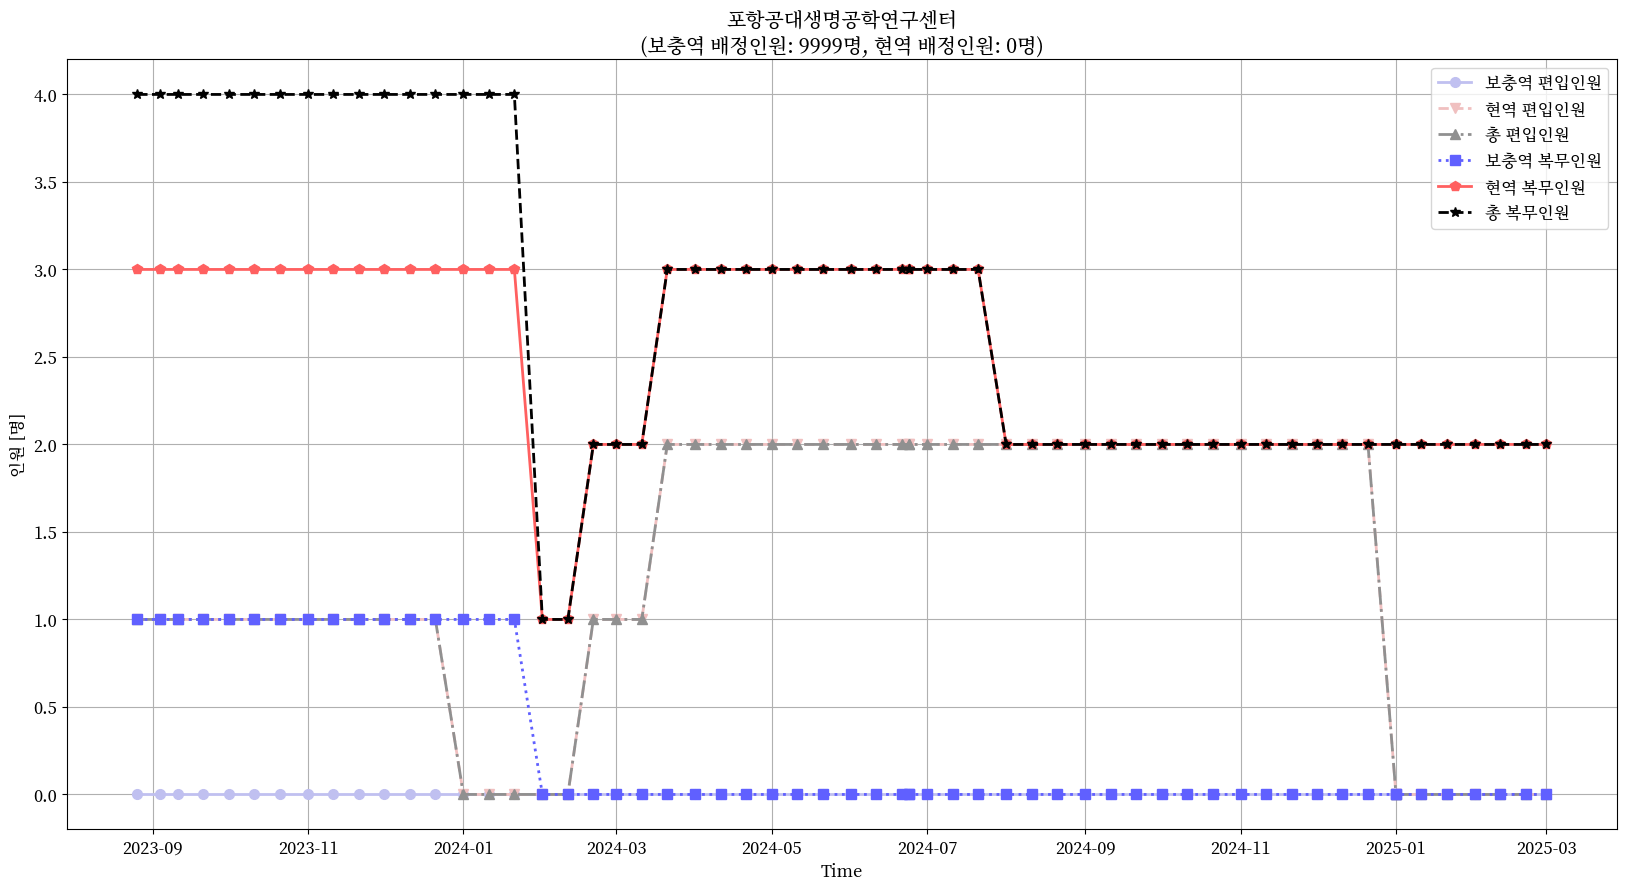 포항공대생명공학연구센터
(보충역 배정인원: 9999명, 현역 배정인원: 0명)
보충역 편입인원
현역 편입인원
총 편입인원
보충역 복무인원
현역 복무인원
총 복무인원
인원 [명]
4.0
3.5
3.0
2.5
2.0
1.5
1.0
0.5
0.0
2023-09
2023-11
2024-01
2024-03
2024-05
2024-07
2024-09
2024-11
2025-01
2025-03
Time